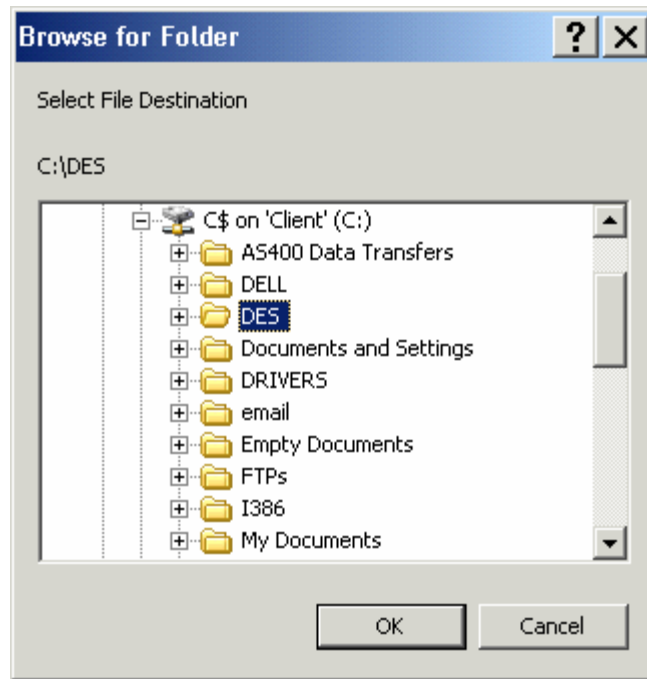 Browse for Folder
Select File Destination
C:\DES
C$ on 'Client' (C:)
AS400 Data Transfers
DELL
DES
Documents and Settings
DRIVERS
email
Empty Documents
FTPs
I386
My Documents
OK Cancel